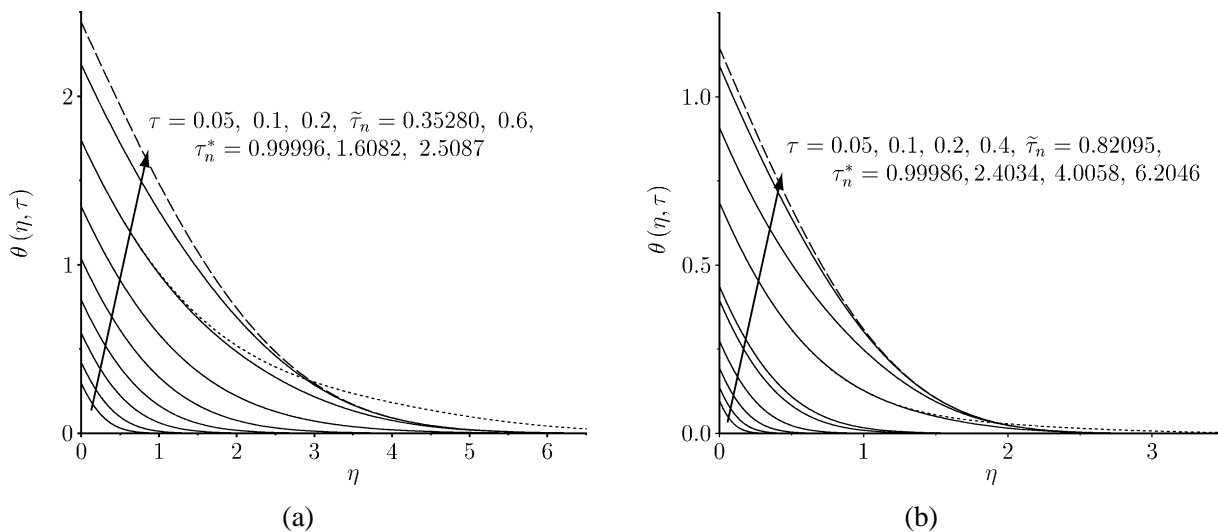 2
1
0
θ (η, τ)
τ = 0.05, 0.1, 0.2, τ̃ₙ = 0.35280, 0.6,
τₙ* = 0.99996, 1.6082, 2.5087
0 1 2 3 4 5 6
η
(a)
1.0
0.5
0.0
θ (η, τ)
τ = 0.05, 0.1, 0.2, 0.4, τ̃ₙ = 0.82095,
τₙ* = 0.99986, 2.4034, 4.0058, 6.2046
0 1 2 3
η
(b)